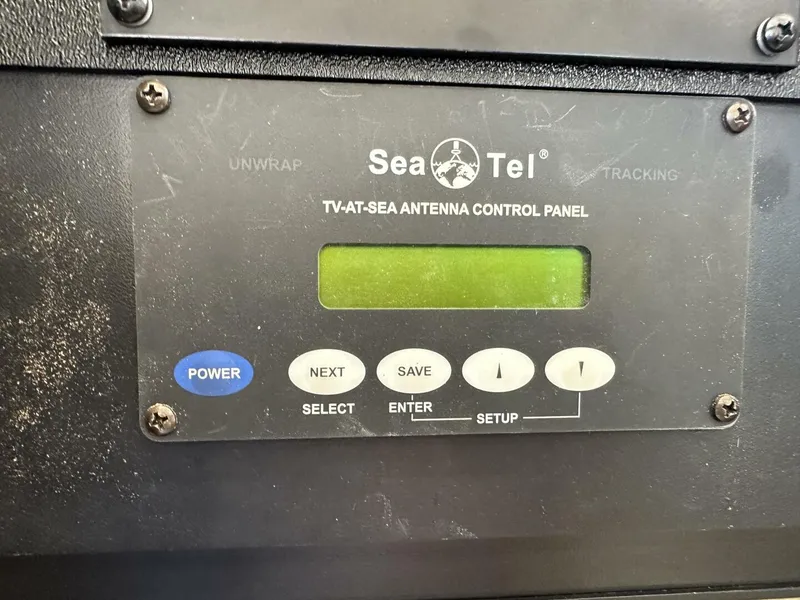 UNWRAP
Sea Tel®
TRACKING
TV-AT-SEA ANTENNA CONTROL PANEL
POWER
NEXT
SAVE
SELECT
ENTER
SETUP